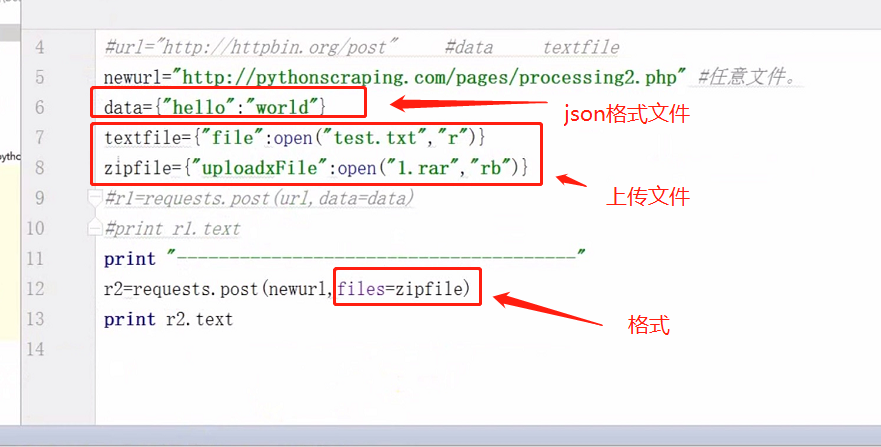 4 #url="http://httpbin.org/post" #data textfile
5 newurl="http://pythonscraping.com/pages/processing2.php" #任意文件。
6 data={"hello":"world"}
json格式文件
7 textfile={"file":open("test.txt","r")}
8 zipfile={"uploadxFile":open("1.rar","rb")}
上传文件
9 #r1=requests.post(url,data=data)
10 #print r1.text
11 print "--------------------------------------"
12 r2=requests.post(newurl,files=zipfile)
格式
13 print r2.text
14
pytho